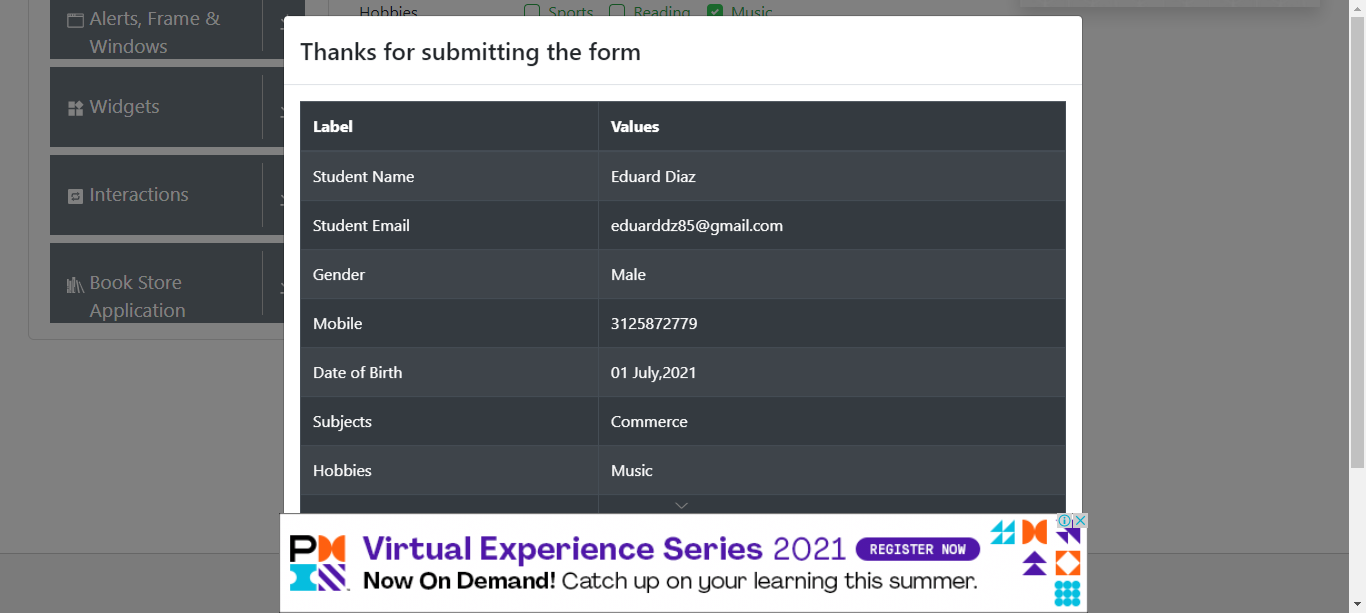 Hobbies Sports Reading Music
Alerts, Frame &
Windows
Widgets
Interactions
Book Store
Application
Thanks for submitting the form
Label Values
Student Name Eduard Diaz
Student Email eduarddz85@gmail.com
Gender Male
Mobile 3125872779
Date of Birth 01 July,2021
Subjects Commerce
Hobbies Music
Virtual Experience Series 2021 REGISTER NOW
Now On Demand! Catch up on your learning this summer.